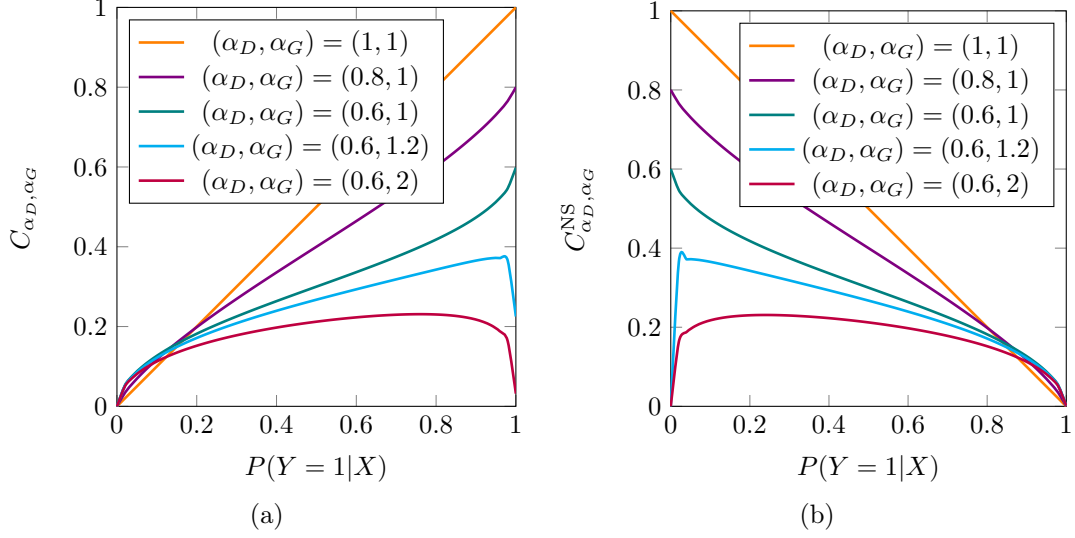 1
0.8
0.6
0.4
0.2
0
0 0.2 0.4 0.6 0.8 1
C_{α_D,α_G}
P(Y = 1|X)
(α_D, α_G) = (1, 1)
(α_D, α_G) = (0.8, 1)
(α_D, α_G) = (0.6, 1)
(α_D, α_G) = (0.6, 1.2)
(α_D, α_G) = (0.6, 2)
(a)
1
0.8
0.6
0.4
0.2
0
0 0.2 0.4 0.6 0.8 1
C^{NS}_{α_D,α_G}
P(Y = 1|X)
(α_D, α_G) = (1, 1)
(α_D, α_G) = (0.8, 1)
(α_D, α_G) = (0.6, 1)
(α_D, α_G) = (0.6, 1.2)
(α_D, α_G) = (0.6, 2)
(b)